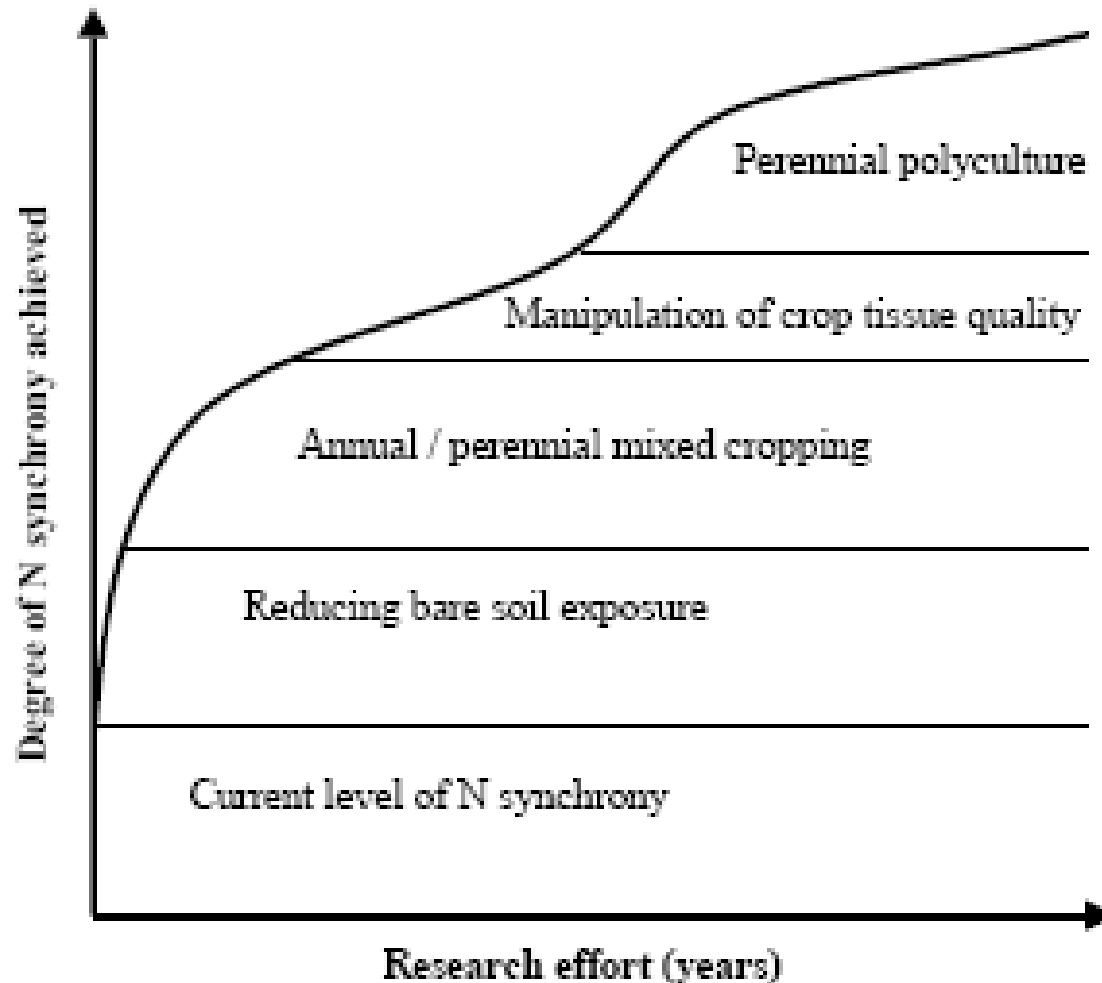 Degree of N synchrony achieved
Perennial polyculture
Manipulation of crop tissue quality
Annual / perennial mixed cropping
Reducing bare soil exposure
Current level of N synchrony
Research effort (years)